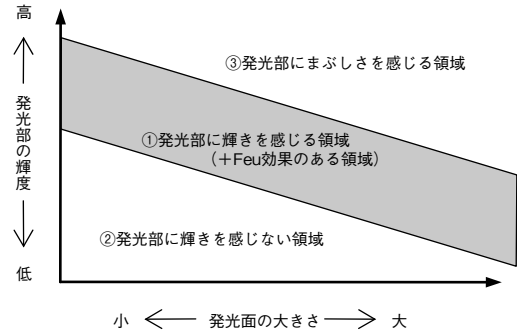 高
③発光部にまぶしさを感じる領域
発光部の輝度
①発光部に輝きを感じる領域
（＋Feu効果のある領域）
②発光部に輝きを感じない領域
低
小 発光面の大きさ 大